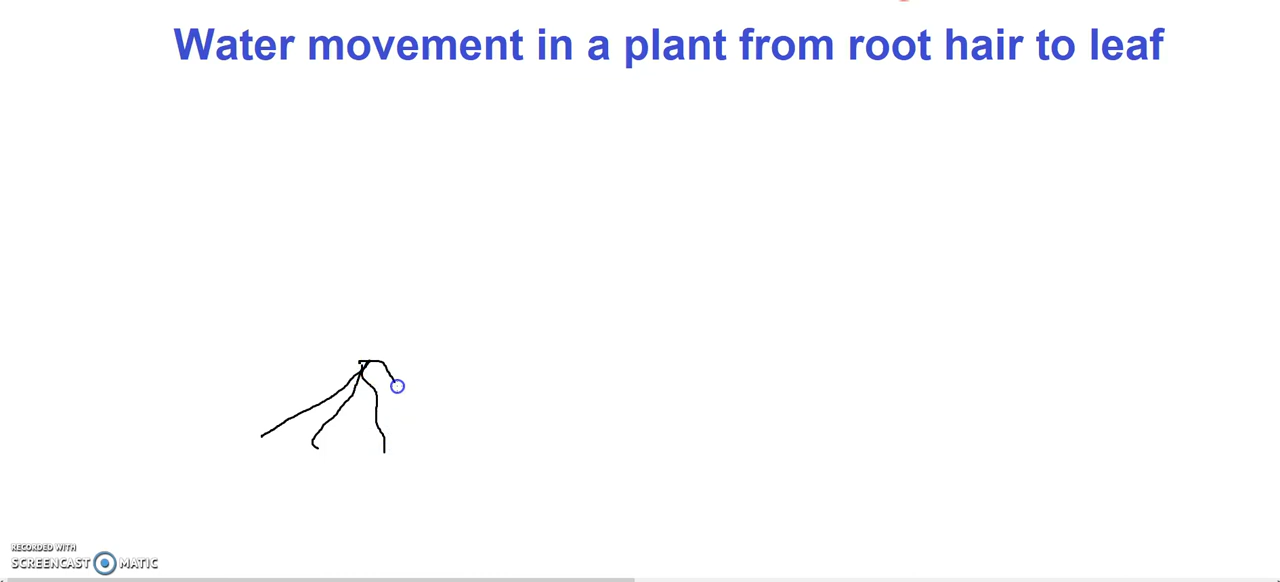 Water movement in a plant from root hair to leaf
RECORDED WITH
SCREENCAST MATIC